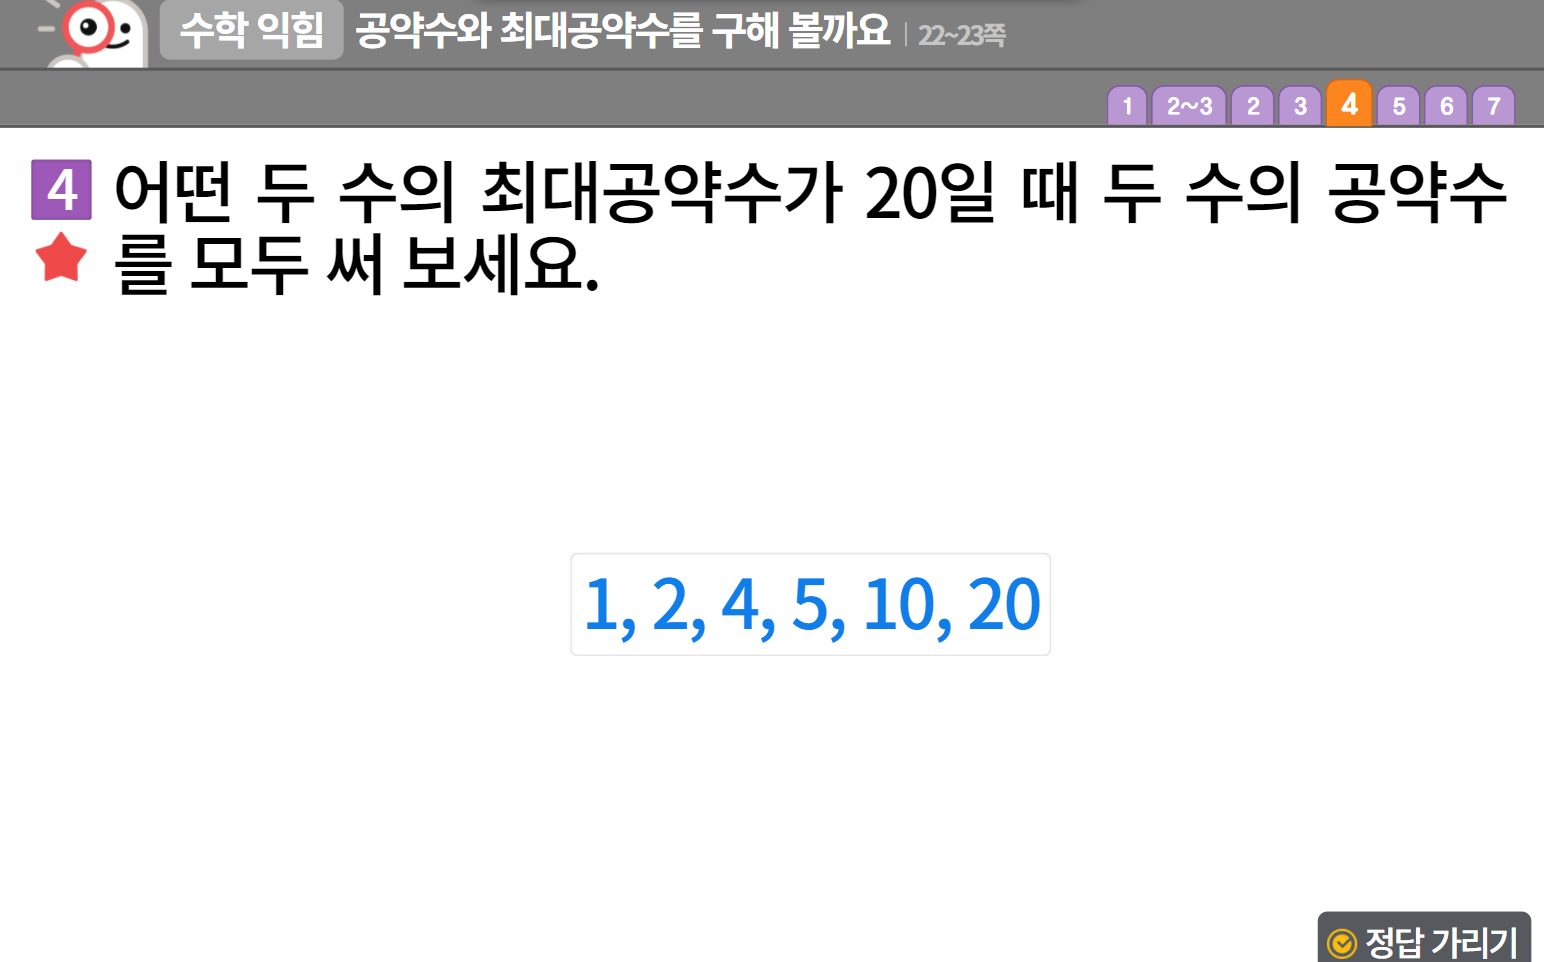 수학 익힘 공약수와 최대공약수를 구해 볼까요 22~23쪽
1 2~3 2 3 4 5 6 7
4 어떤 두 수의 최대공약수가 20일 때 두 수의 공약수
를 모두 써 보세요.
1, 2, 4, 5, 10, 20
정답 가리기